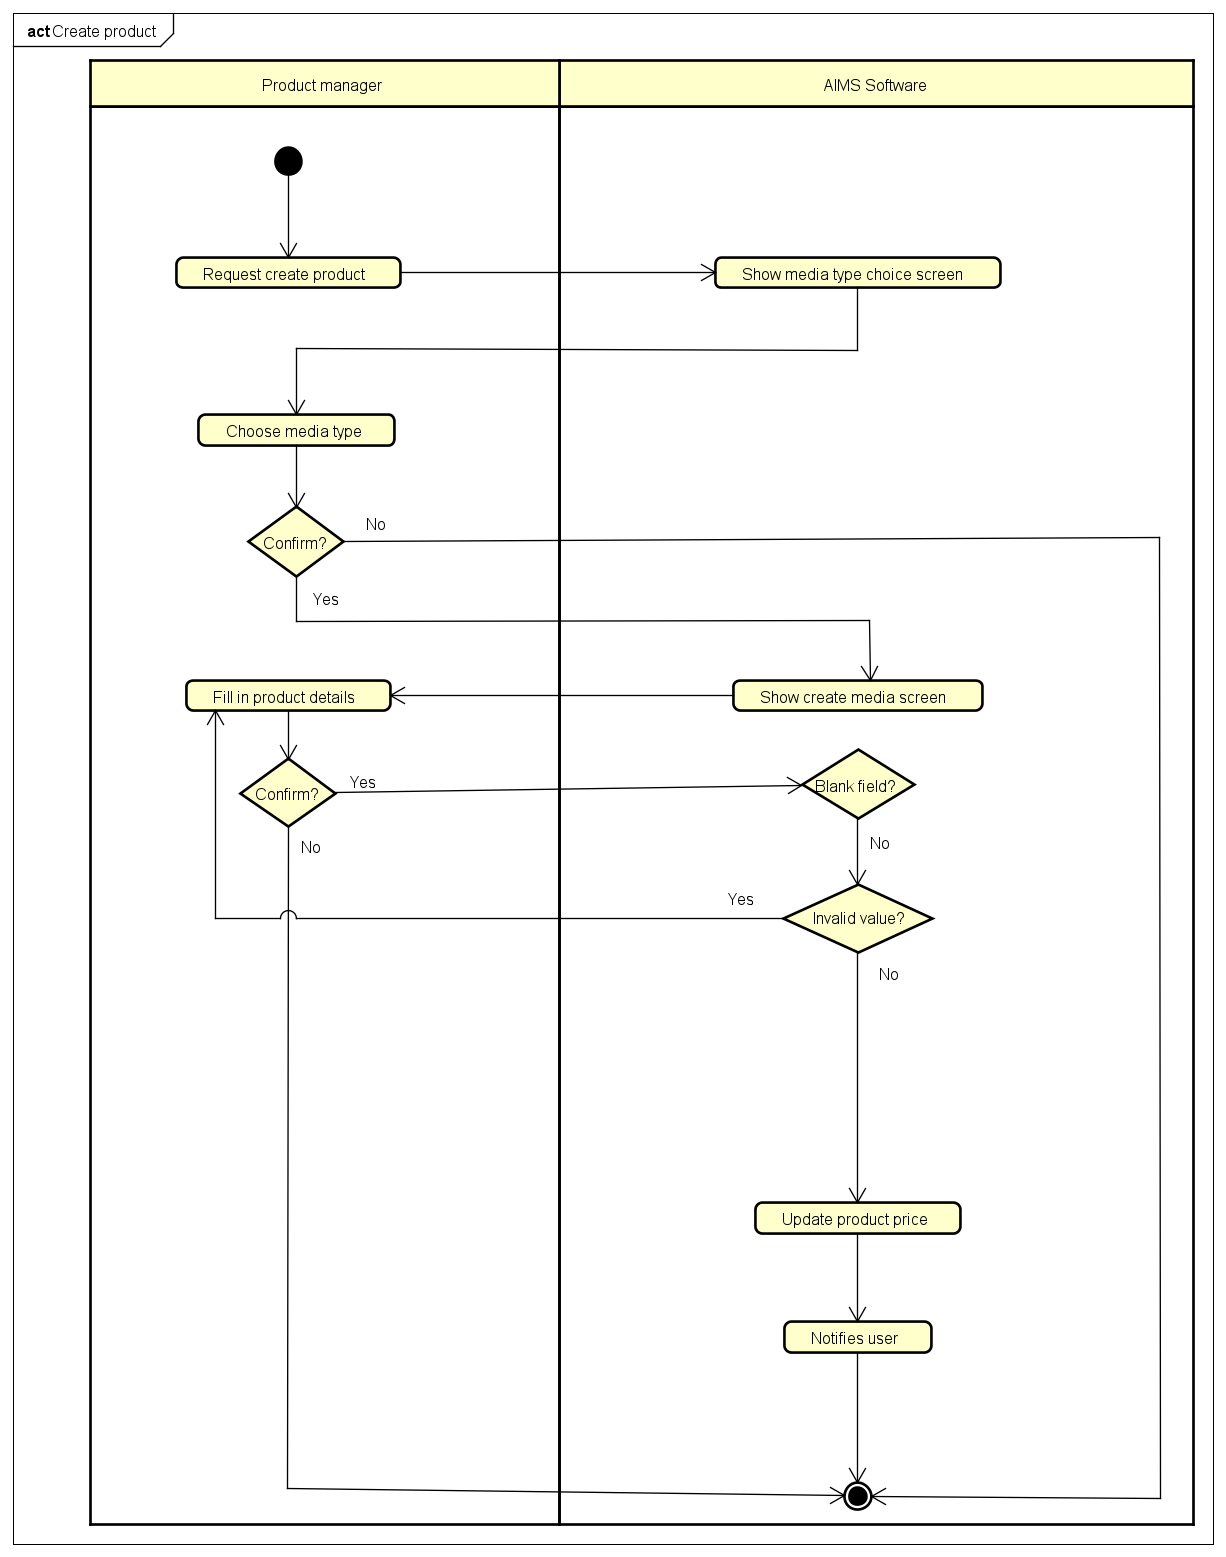 act Create product
Product manager
AIMS Software
Request create product
Show media type choice screen
Choose media type
Confirm?
No
Yes
Fill in product details
Show create media screen
Confirm?
Yes
Blank field?
No
No
Yes
Invalid value?
No
Update product price
Notifies user